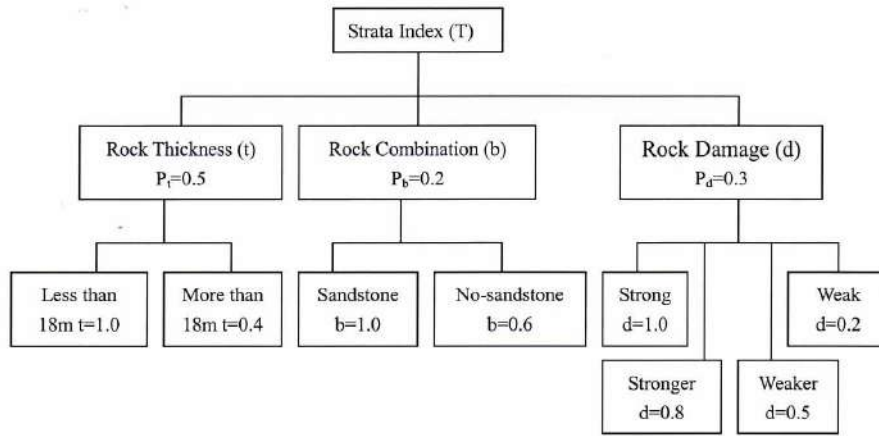 Strata Index (T)
Rock Thickness (t)
Pt=0.5
Rock Combination (b)
Pb=0.2
Rock Damage (d)
Pd=0.3
Less than
18m t=1.0
More than
18m t=0.4
Sandstone
b=1.0
No-sandstone
b=0.6
Strong
d=1.0
Weak
d=0.2
Stronger
d=0.8
Weaker
d=0.5